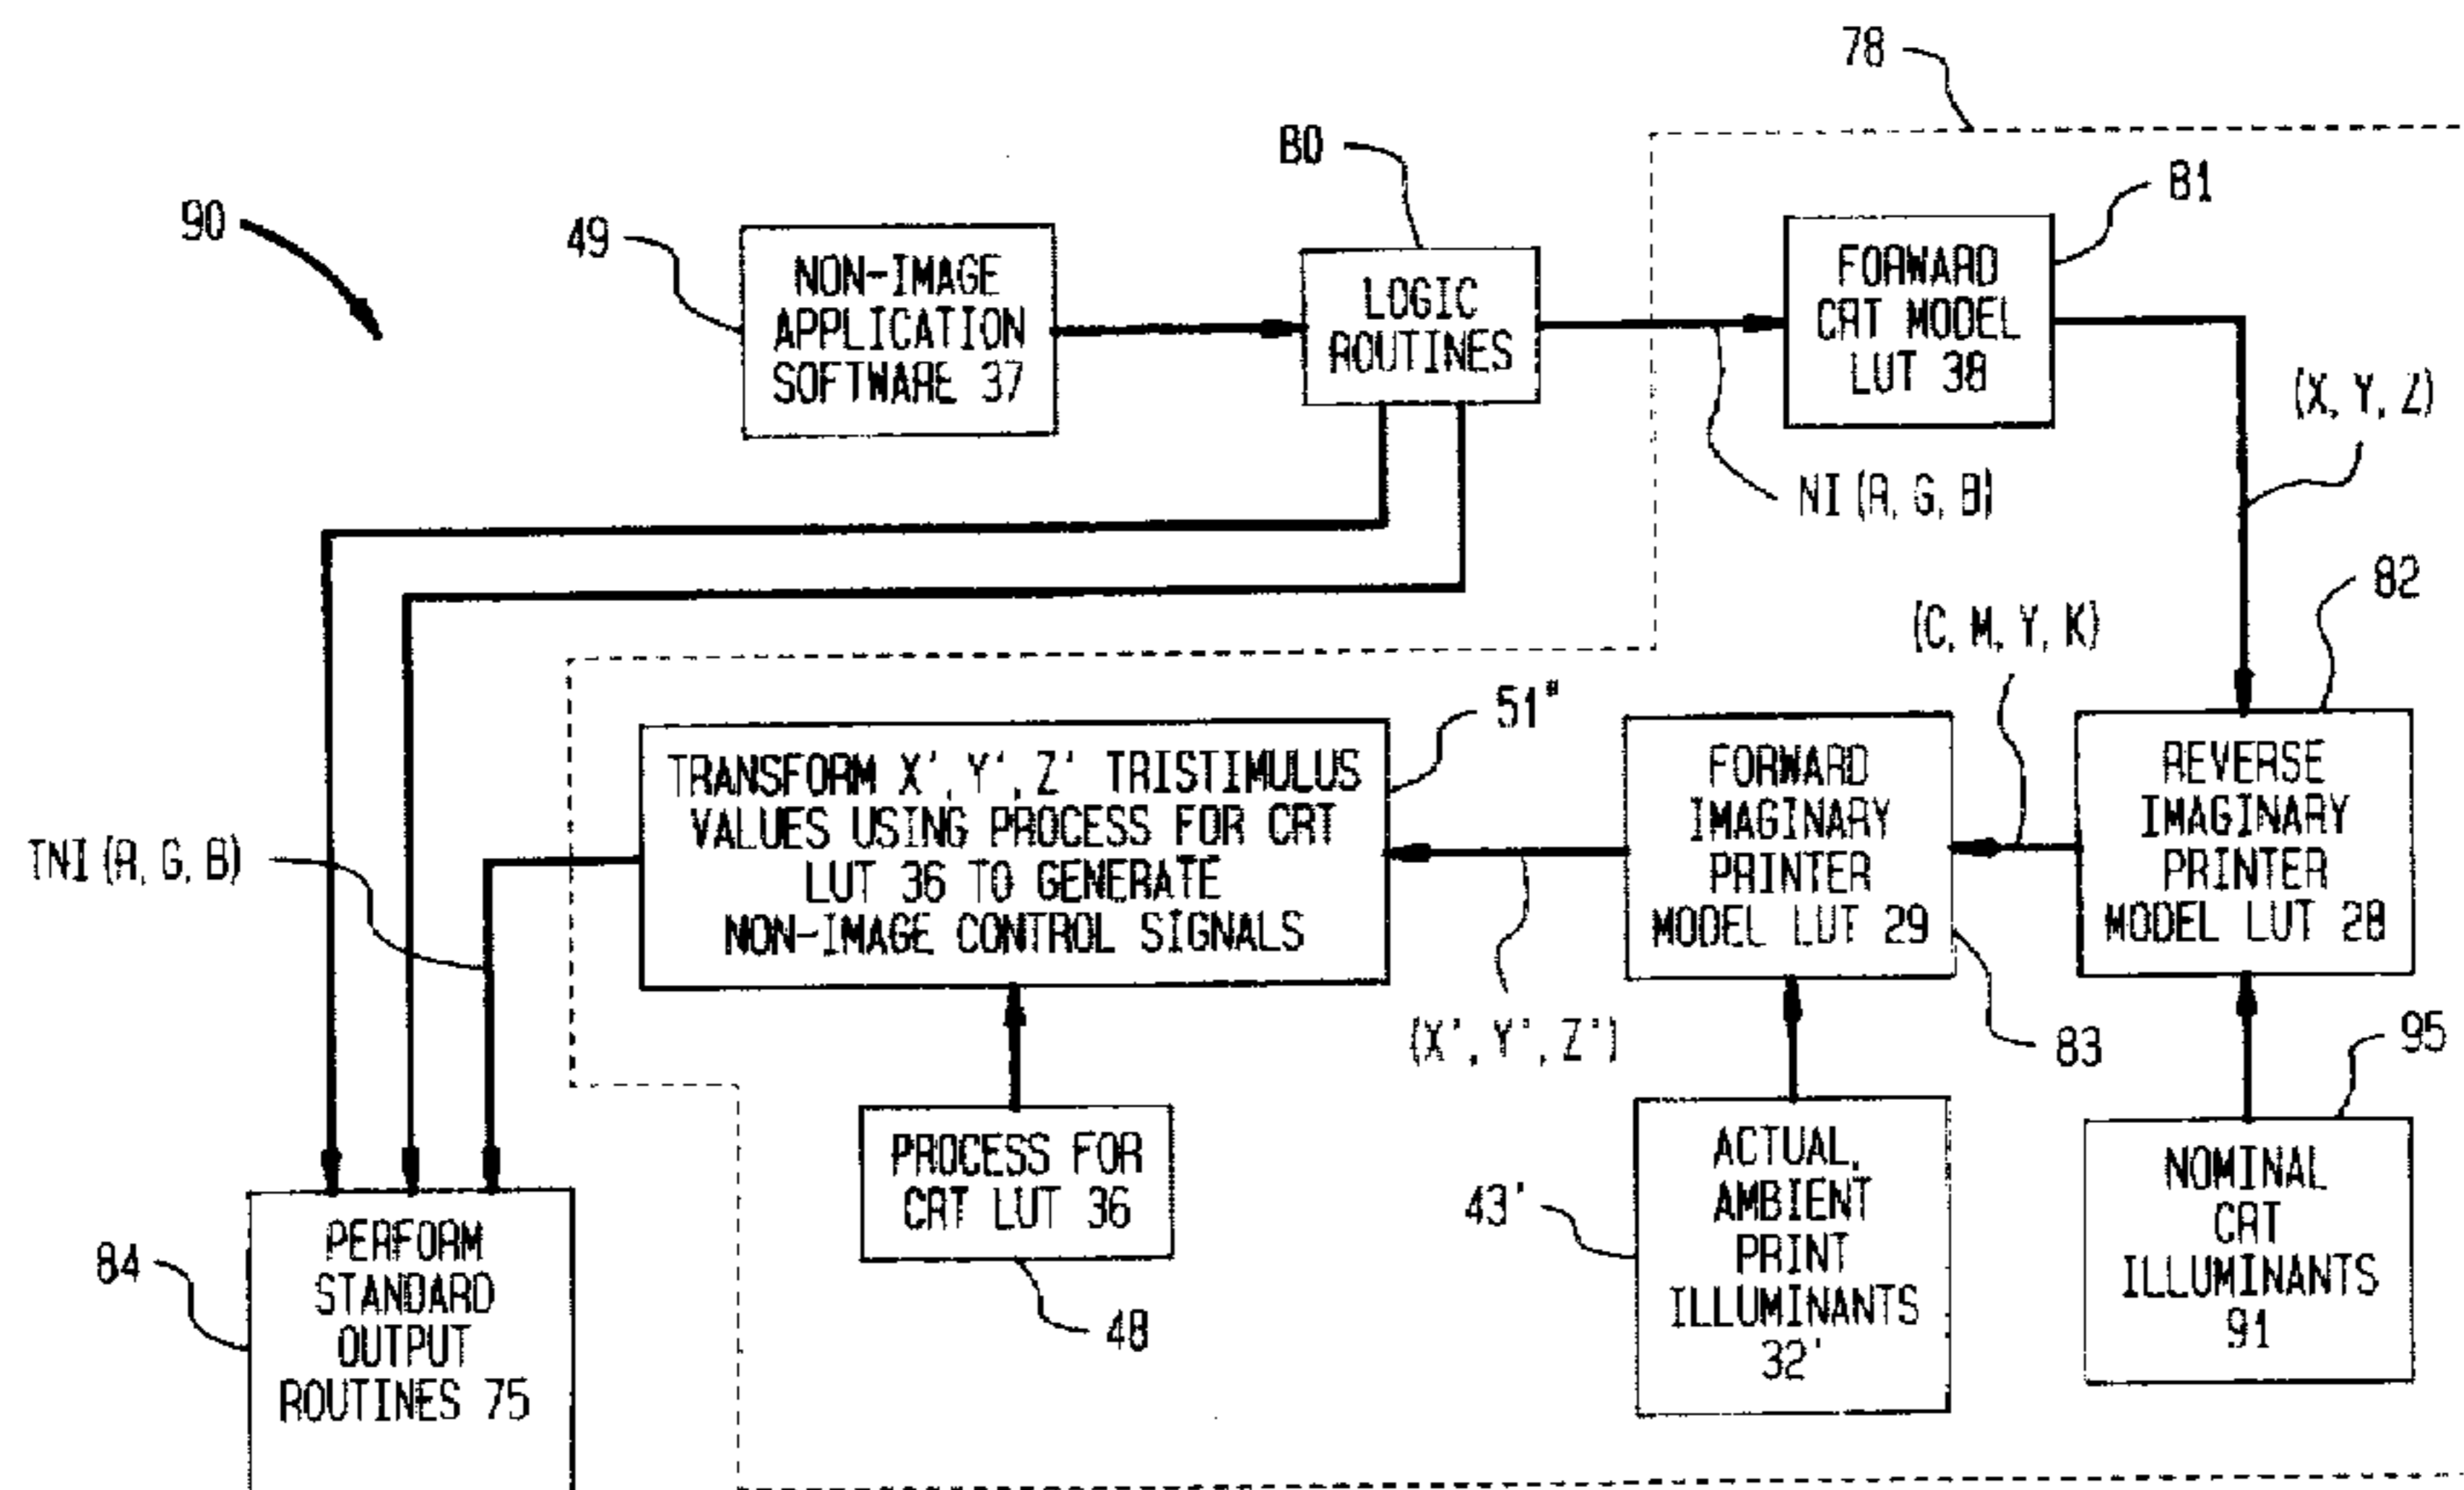 78
80
81
90
49
NON-IMAGE
APPLICATION
SOFTWARE 37
LOGIC
ROUTINES
FORWARD
CRT MODEL
LUT 38
(X, Y, Z)
NI (R, G, B)
82
(C, M, Y, K)
51"
TRANSFORM X', Y', Z' TRISTIMULUS
VALUES USING PROCESS FOR CRT
LUT 36 TO GENERATE
NON-IMAGE CONTROL SIGNALS
FORWARD
IMAGINARY
PRINTER
MODEL LUT 29
REVERSE
IMAGINARY
PRINTER
MODEL LUT 28
TNI (R, G, B)
(X', Y', Z')
83
95
PROCESS FOR
CRT LUT 36
48
43'
ACTUAL,
AMBIENT
PRINT
ILLUMINANTS
32'
NOMINAL
CRT
ILLUMINANTS
91
84
PERFORM
STANDARD
OUTPUT
ROUTINES 75